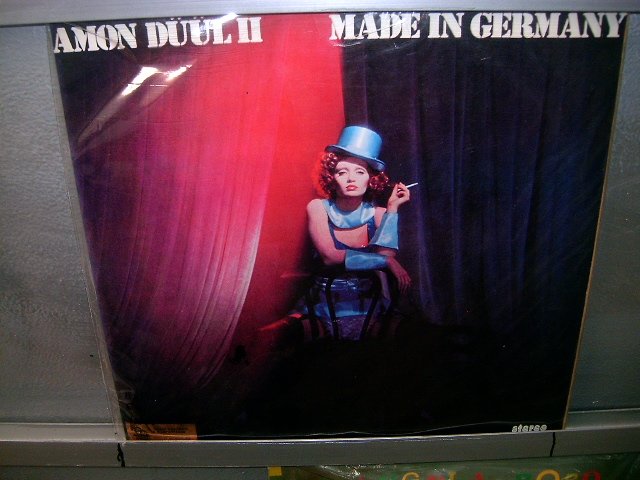 AMON DÜÜL II MADE IN GERMANY
stereo